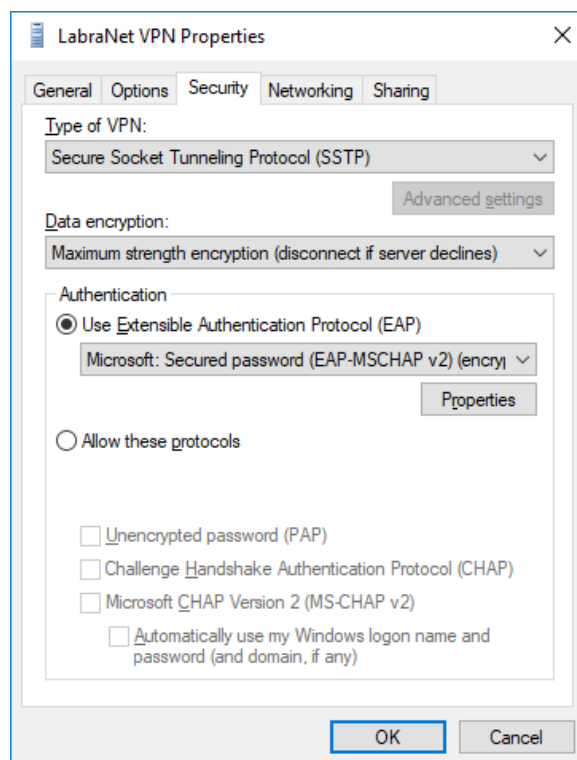 LabraNet VPN Properties
General Options Security Networking Sharing
Type of VPN:
Secure Socket Tunneling Protocol (SSTP)
Advanced settings
Data encryption:
Maximum strength encryption (disconnect if server declines)
Authentication
Use Extensible Authentication Protocol (EAP)
Microsoft: Secured password (EAP-MSCHAP v2) (encry
Properties
Allow these protocols
Unencrypted password (PAP)
Challenge Handshake Authentication Protocol (CHAP)
Microsoft CHAP Version 2 (MS-CHAP v2)
Automatically use my Windows logon name and
password (and domain, if any)
OK Cancel